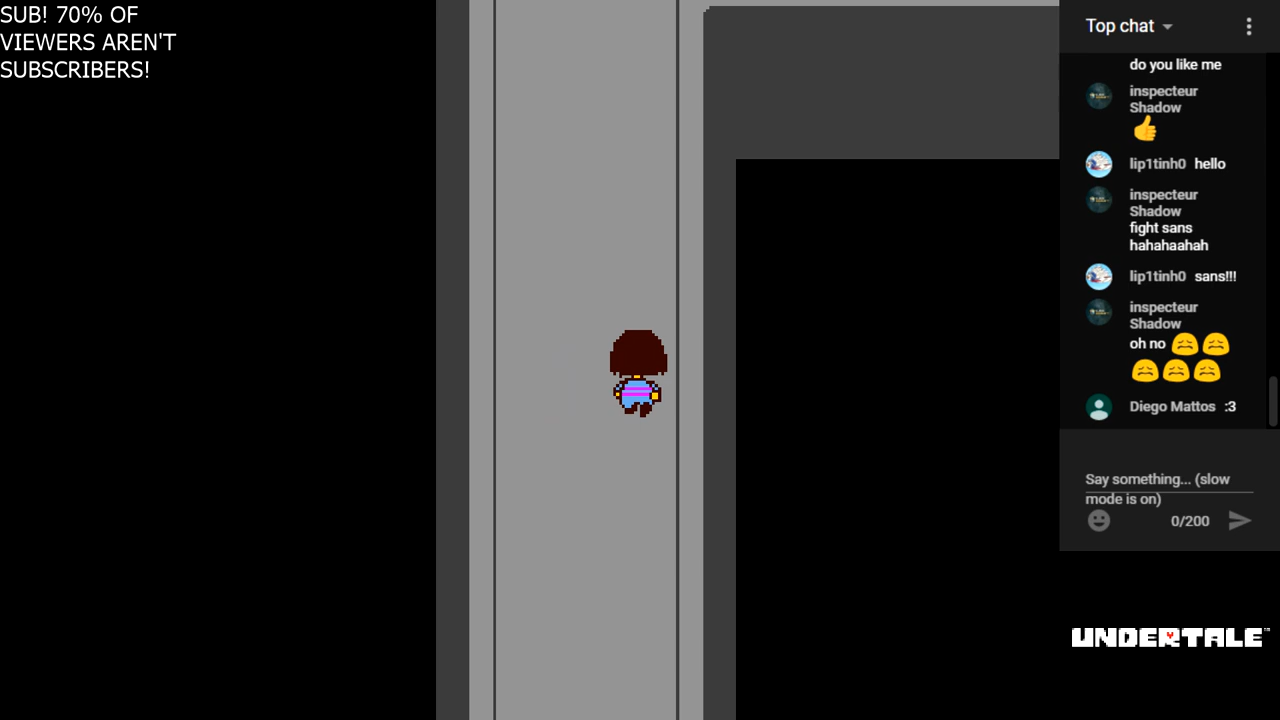 SUB! 70% OF
VIEWERS AREN'T
SUBSCRIBERS!
Top chat
do you like me
inspecteur
Shadow
lip1tinh0 hello
inspecteur
Shadow
fight sans
hahahaahah
lip1tinh0 sans!!!
inspecteur
Shadow
oh no
Diego Mattos :3
Say something... (slow
mode is on)
0/200
UNDERTALE